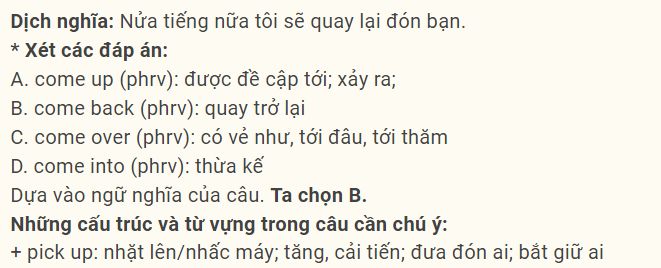 Dịch nghĩa: Nửa tiếng nữa tôi sẽ quay lại đón bạn.
* Xét các đáp án:
A. come up (phrv): được đề cập tới; xảy ra;
B. come back (phrv): quay trở lại
C. come over (phrv): có vẻ như, tới đâu, tới thăm
D. come into (phrv): thừa kế
Dựa vào ngữ nghĩa của câu. Ta chọn B.
Những cấu trúc và từ vựng trong câu cần chú ý:
+ pick up: nhặt lên/nhấc máy; tăng, cải tiến; đưa đón ai; bắt giữ ai